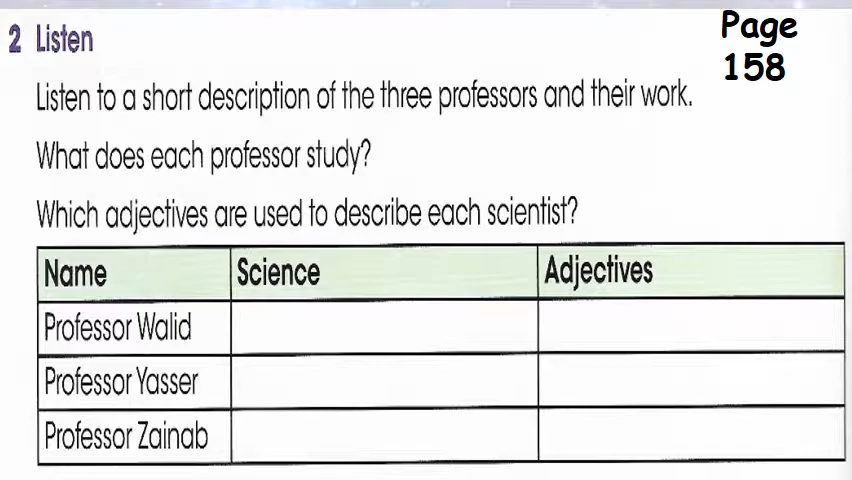 Page
158
2 Listen
Listen to a short description of the three professors and their work.
What does each professor study?
Which adjectives are used to describe each scientist?
Name Science Adjectives
Professor Walid
Professor Yasser
Professor Zainab